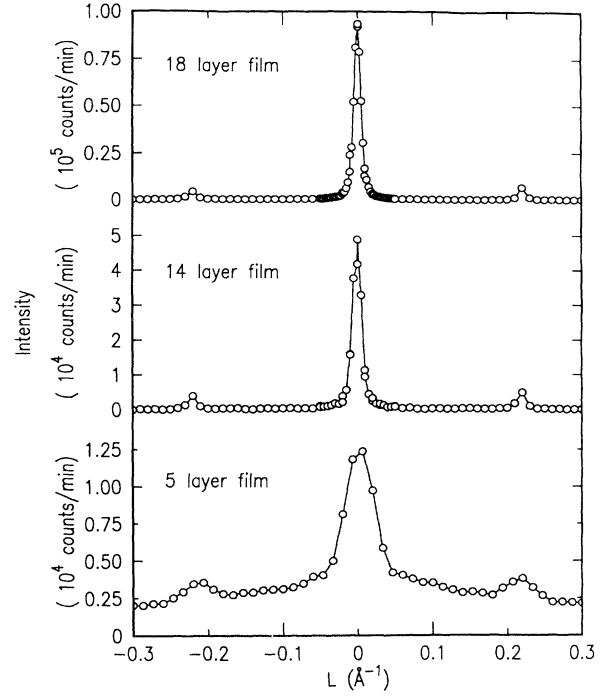 1.00
0.75
0.50
0.25
0
18 layer film
( 10⁵ counts/min)
5
4
3
2
1
0
14 layer film
( 10⁴ counts/min)
Intensity
1.25
1.00
0.75
0.50
0.25
0
5 layer film
( 10⁴ counts/min)
−0.3 −0.2 −0.1 0 0.1 0.2 0.3
L (Å⁻¹)